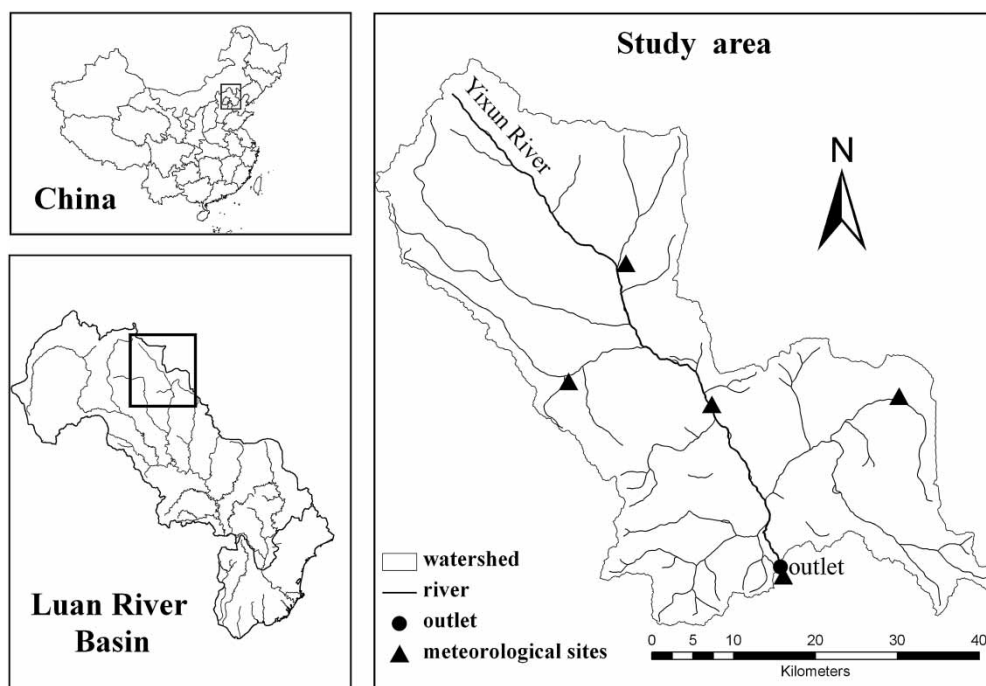 China
Luan River
Basin
Study area
Yixun River
N
outlet
watershed
river
outlet
meteorological sites
0 5 10 20 30 40
Kilometers